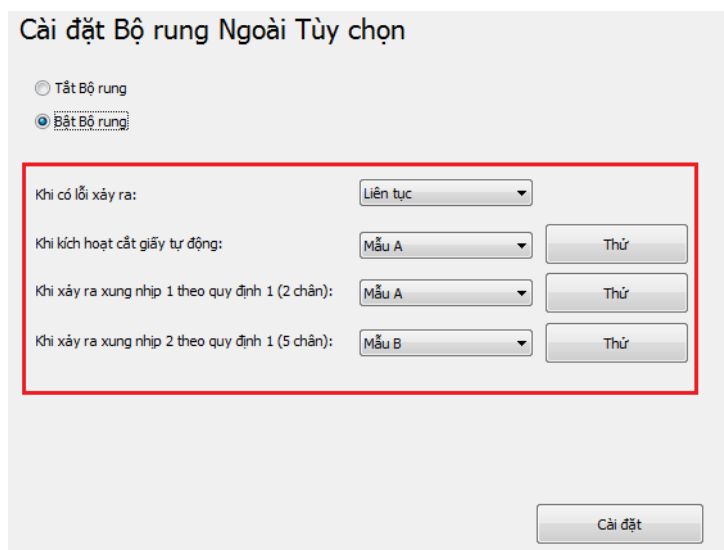 Cài đặt Bộ rung Ngoài Tùy chọn
Tắt Bộ rung
Bật Bộ rung
Khi có lỗi xảy ra: Liên tục
Khi kích hoạt cắt giấy tự động: Mẫu A Thử
Khi xảy ra xung nhịp 1 theo quy định 1 (2 chân): Mẫu A Thử
Khi xảy ra xung nhịp 2 theo quy định 1 (5 chân): Mẫu B Thử
Cài đặt